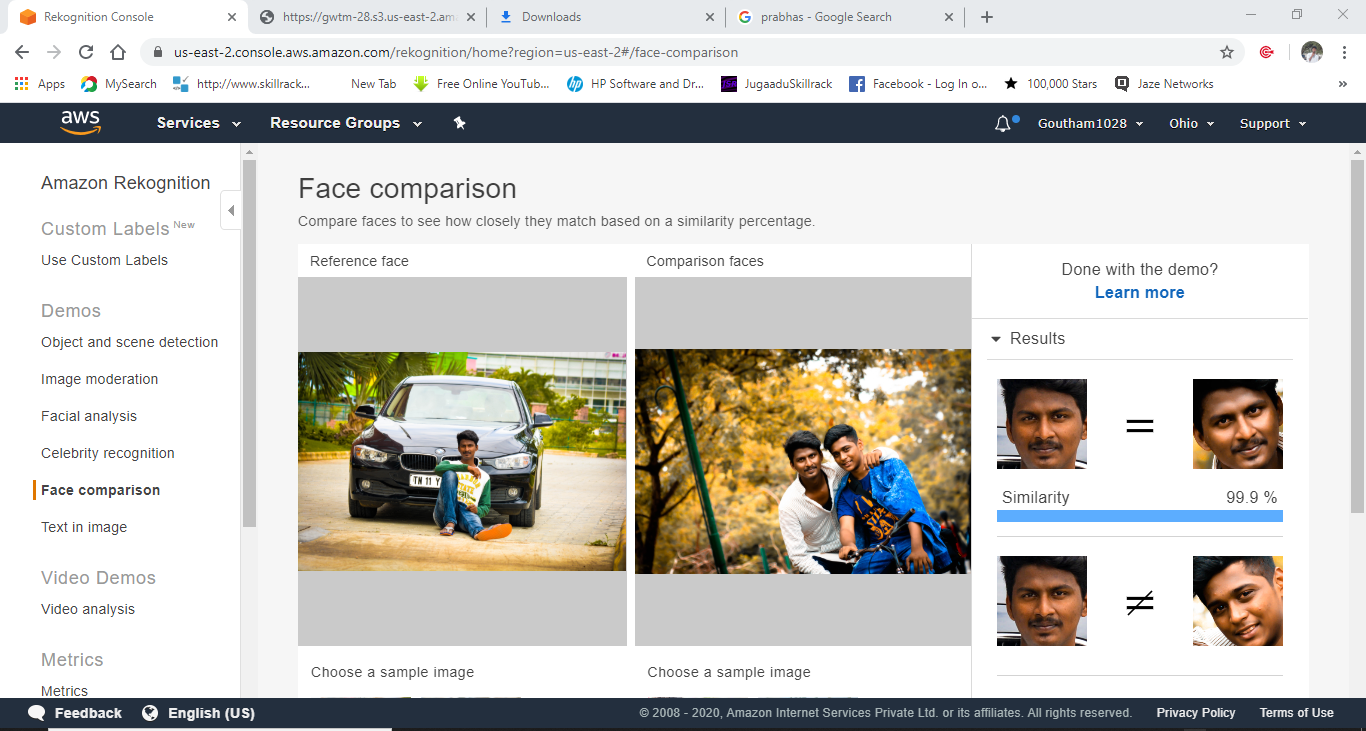 Rekognition Console
https://gwtm-28.s3.us-east-2.am
Downloads
prabhas - Google Search
us-east-2.console.aws.amazon.com/rekognition/home?region=us-east-2#/face-comparison
Apps
MySearch
http://www.skillrack...
New Tab
Free Online YouTub...
HP Software and Dr...
JugaaduSkillrack
Facebook - Log In o...
100,000 Stars
Jaze Networks
»
aws
Services
Resource Groups
Goutham1028
Ohio
Support
Amazon Rekognition
Custom Labels New
Use Custom Labels
Demos
Object and scene detection
Image moderation
Facial analysis
Celebrity recognition
Face comparison
Text in image
Video Demos
Video analysis
Metrics
Metrics
Face comparison
Compare faces to see how closely they match based on a similarity percentage.
Reference face
TN 11 Y
Choose a sample image
Comparison faces
Choose a sample image
Done with the demo?
Learn more
Results
=
Similarity 99.9 %
≠
Feedback
English (US)
© 2008 - 2020, Amazon Internet Services Private Ltd. or its affiliates. All rights reserved.
Privacy Policy
Terms of Use